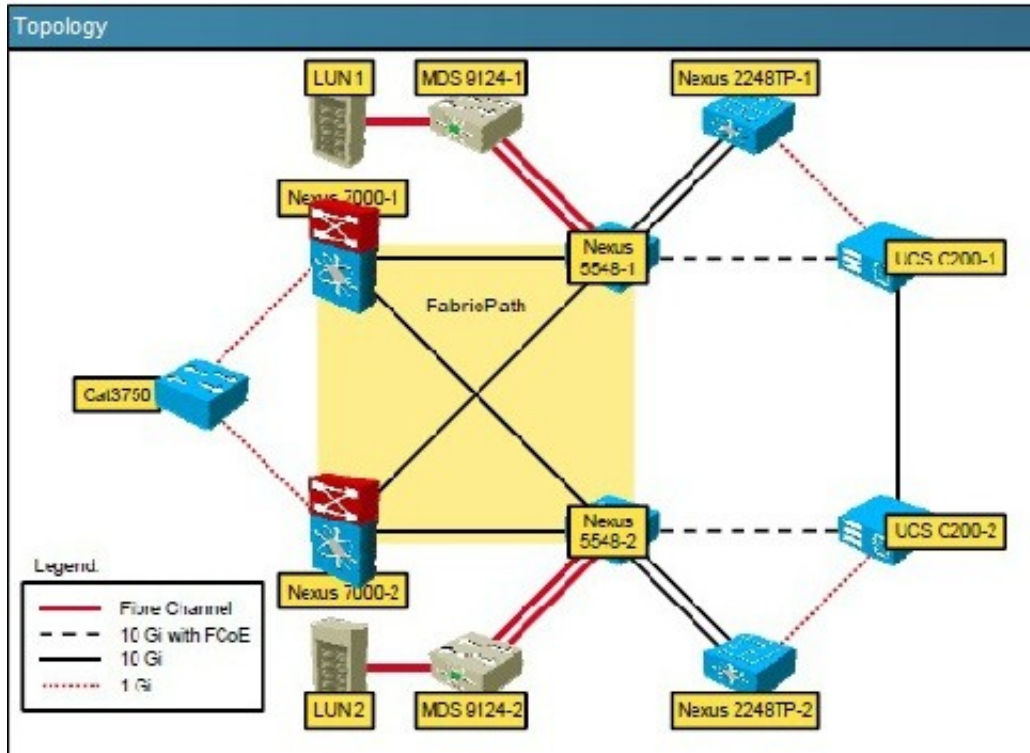 Topology
LUN 1
MDS 9124-1
Nexus 2248TP-1
Nexus 7000-1
Nexus
5548-1
UCS C200-1
FabricPath
Cat3750
Nexus
5548-2
UCS C200-2
Legend:
Nexus 7000-2
Fibre Channel
10 Gi with FCoE
10 Gi
1 Gi
LUN 2
MDS 9124-2
Nexus 2248TP-2